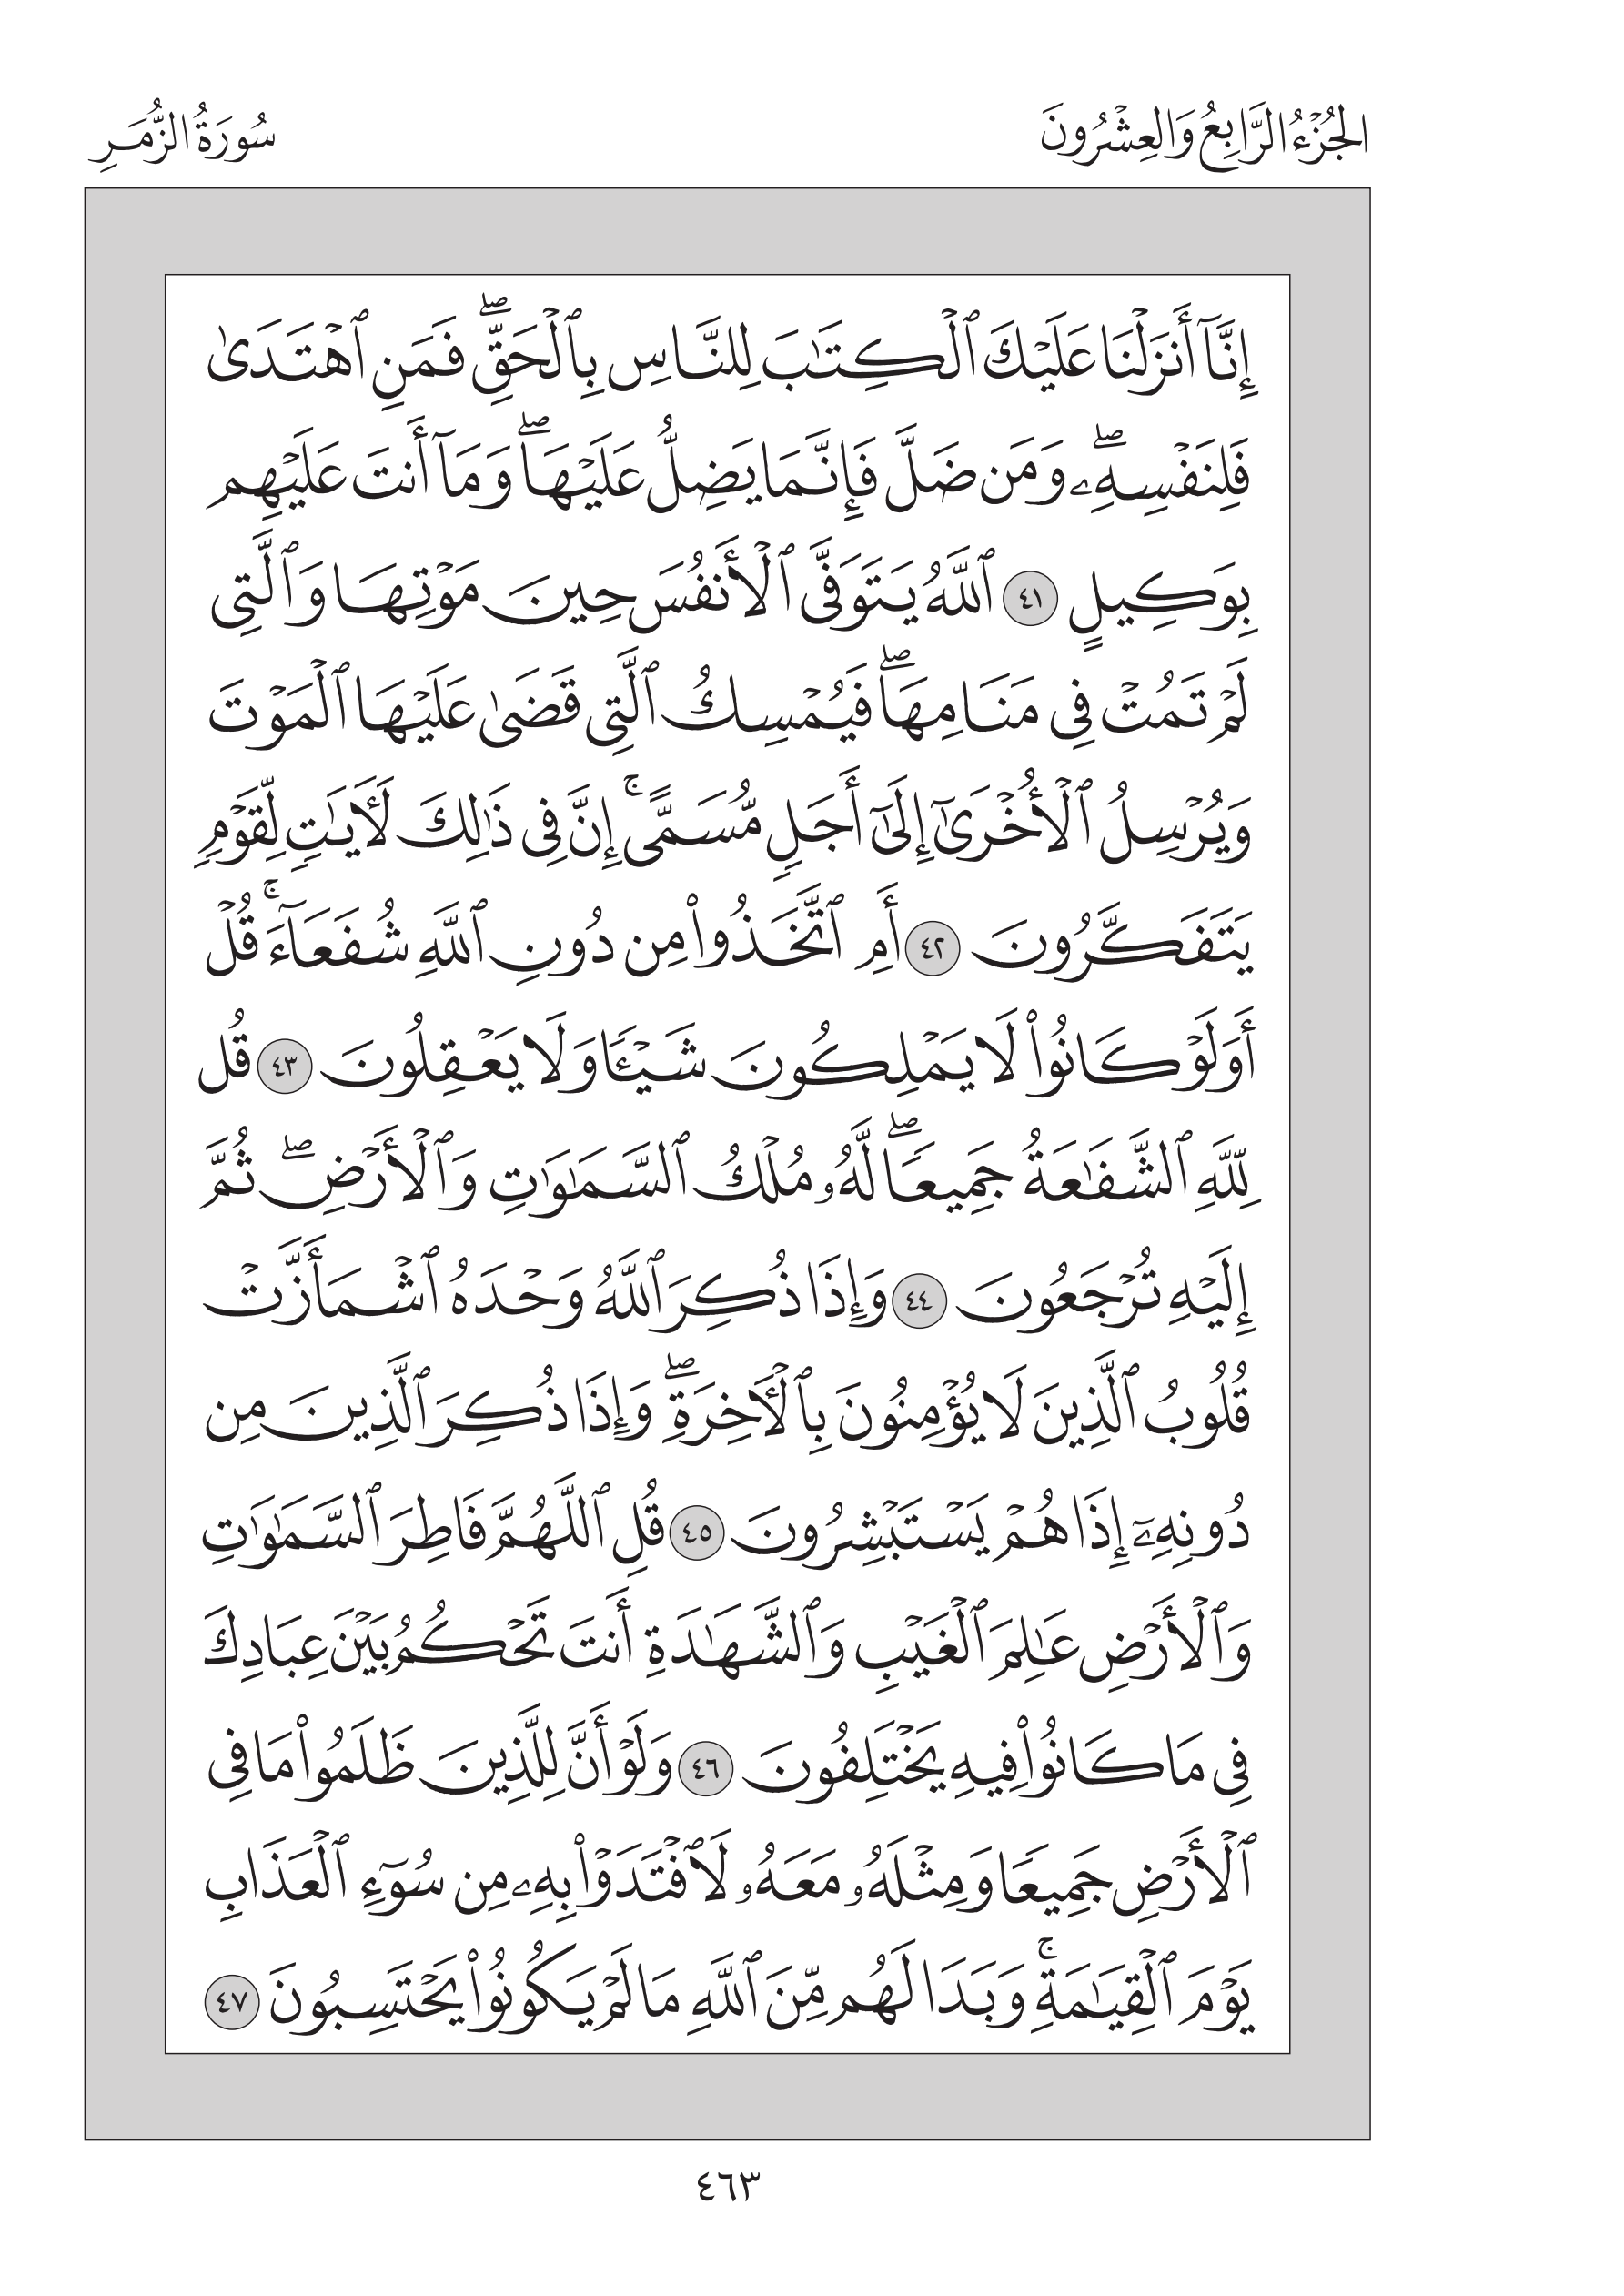 الجُزْءُ الرَّابِعُ وَالعِشْرُونَ
سُورَةُ الزُّمَرِ
إِنَّآ أَنزَلۡنَا عَلَيۡكَ ٱلۡكِتَٰبَ لِلنَّاسِ بِٱلۡحَقِّۖ فَمَنِ ٱهۡتَدَىٰ
فَلِنَفۡسِهِۦۖ وَمَن ضَلَّ فَإِنَّمَا يَضِلُّ عَلَيۡهَاۖ وَمَآ أَنتَ عَلَيۡهِم
بِوَكِيلٍ ٤١ ٱللَّهُ يَتَوَفَّى ٱلۡأَنفُسَ حِينَ مَوۡتِهَا وَٱلَّتِي
لَمۡ تَمُتۡ فِي مَنَامِهَاۖ فَيُمۡسِكُ ٱلَّتِي قَضَىٰ عَلَيۡهَا ٱلۡمَوۡتَ
وَيُرۡسِلُ ٱلۡأُخۡرَىٰٓ إِلَىٰٓ أَجَلٖ مُّسَمًّىۚ إِنَّ فِي ذَٰلِكَ لَأٓيَٰتٖ لِّقَوۡمٖ
يَتَفَكَّرُونَ ٤٢ أَمِ ٱتَّخَذُواْ مِن دُونِ ٱللَّهِ شُفَعَآءَۚ قُلۡ
أَوَلَوۡ كَانُواْ لَا يَمۡلِكُونَ شَيۡـٔٗا وَلَا يَعۡقِلُونَ ٤٣ قُل
لِّلَّهِ ٱلشَّفَٰعَةُ جَمِيعٗاۖ لَّهُۥ مُلۡكُ ٱلسَّمَٰوَٰتِ وَٱلۡأَرۡضِۖ ثُمَّ
إِلَيۡهِ تُرۡجَعُونَ ٤٤ وَإِذَا ذُكِرَ ٱللَّهُ وَحۡدَهُ ٱشۡمَأَزَّتۡ
قُلُوبُ ٱلَّذِينَ لَا يُؤۡمِنُونَ بِٱلۡأٓخِرَةِۖ وَإِذَا ذُكِرَ ٱلَّذِينَ مِن
دُونِهِۦٓ إِذَا هُمۡ يَسۡتَبۡشِرُونَ ٤٥ قُلِ ٱللَّهُمَّ فَاطِرَ ٱلسَّمَٰوَٰتِ
وَٱلۡأَرۡضِ عَٰلِمَ ٱلۡغَيۡبِ وَٱلشَّهَٰدَةِ أَنتَ تَحۡكُمُ بَيۡنَ عِبَادِكَ
فِي مَا كَانُواْ فِيهِ يَخۡتَلِفُونَ ٤٦ وَلَوۡ أَنَّ لِلَّذِينَ ظَلَمُواْ مَا فِي
ٱلۡأَرۡضِ جَمِيعٗا وَمِثۡلَهُۥ مَعَهُۥ لَٱفۡتَدَوۡاْ بِهِۦ مِن سُوٓءِ ٱلۡعَذَابِ
يَوۡمَ ٱلۡقِيَٰمَةِۚ وَبَدَا لَهُم مِّنَ ٱللَّهِ مَا لَمۡ يَكُونُواْ يَحۡتَسِبُونَ ٤٧
٤٦٣